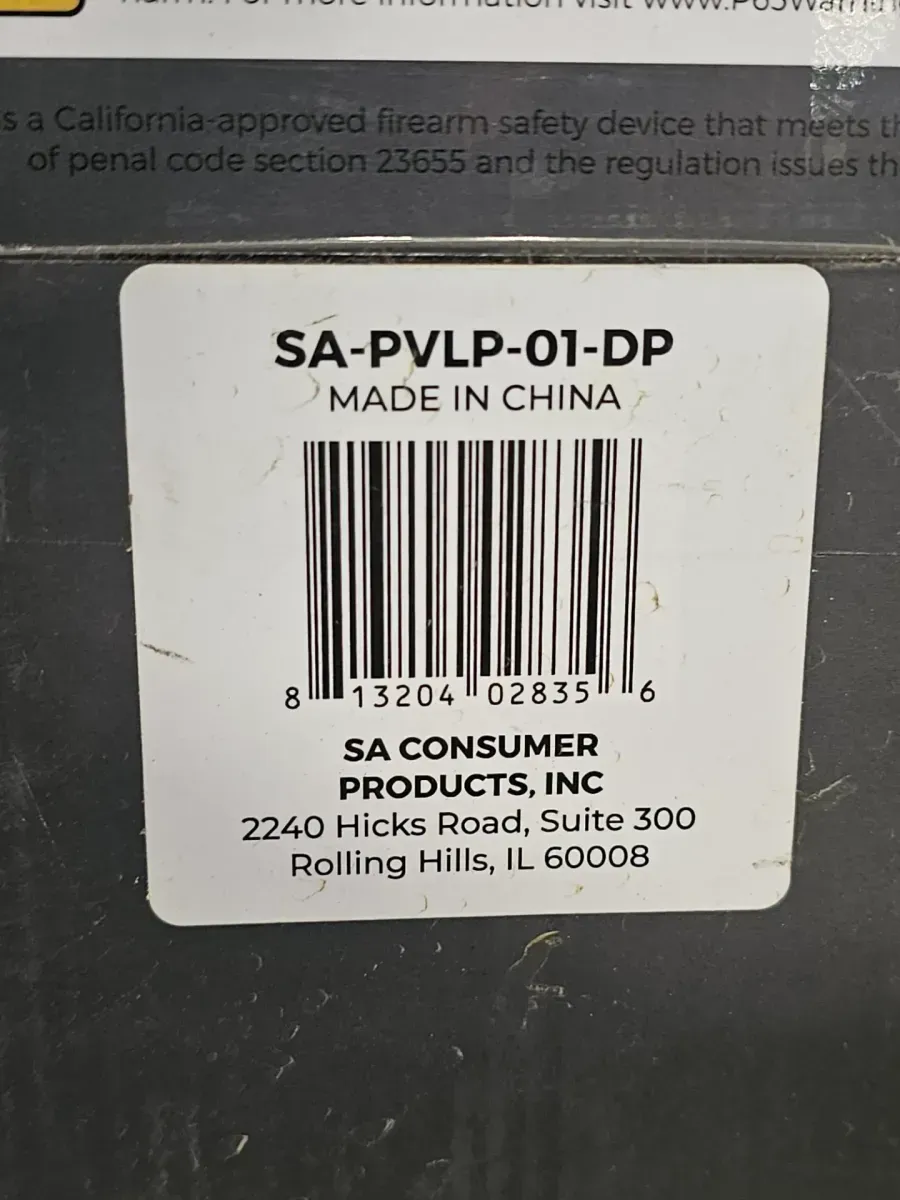 information visit
s a California-approved firearm safety device that meets
of penal code section 23655 and the regulation issues
SA-PVLP-01-DP
MADE IN CHINA
8 13204 02835 6
SA CONSUMER
PRODUCTS, INC
2240 Hicks Road, Suite 300
Rolling Hills, IL 60008